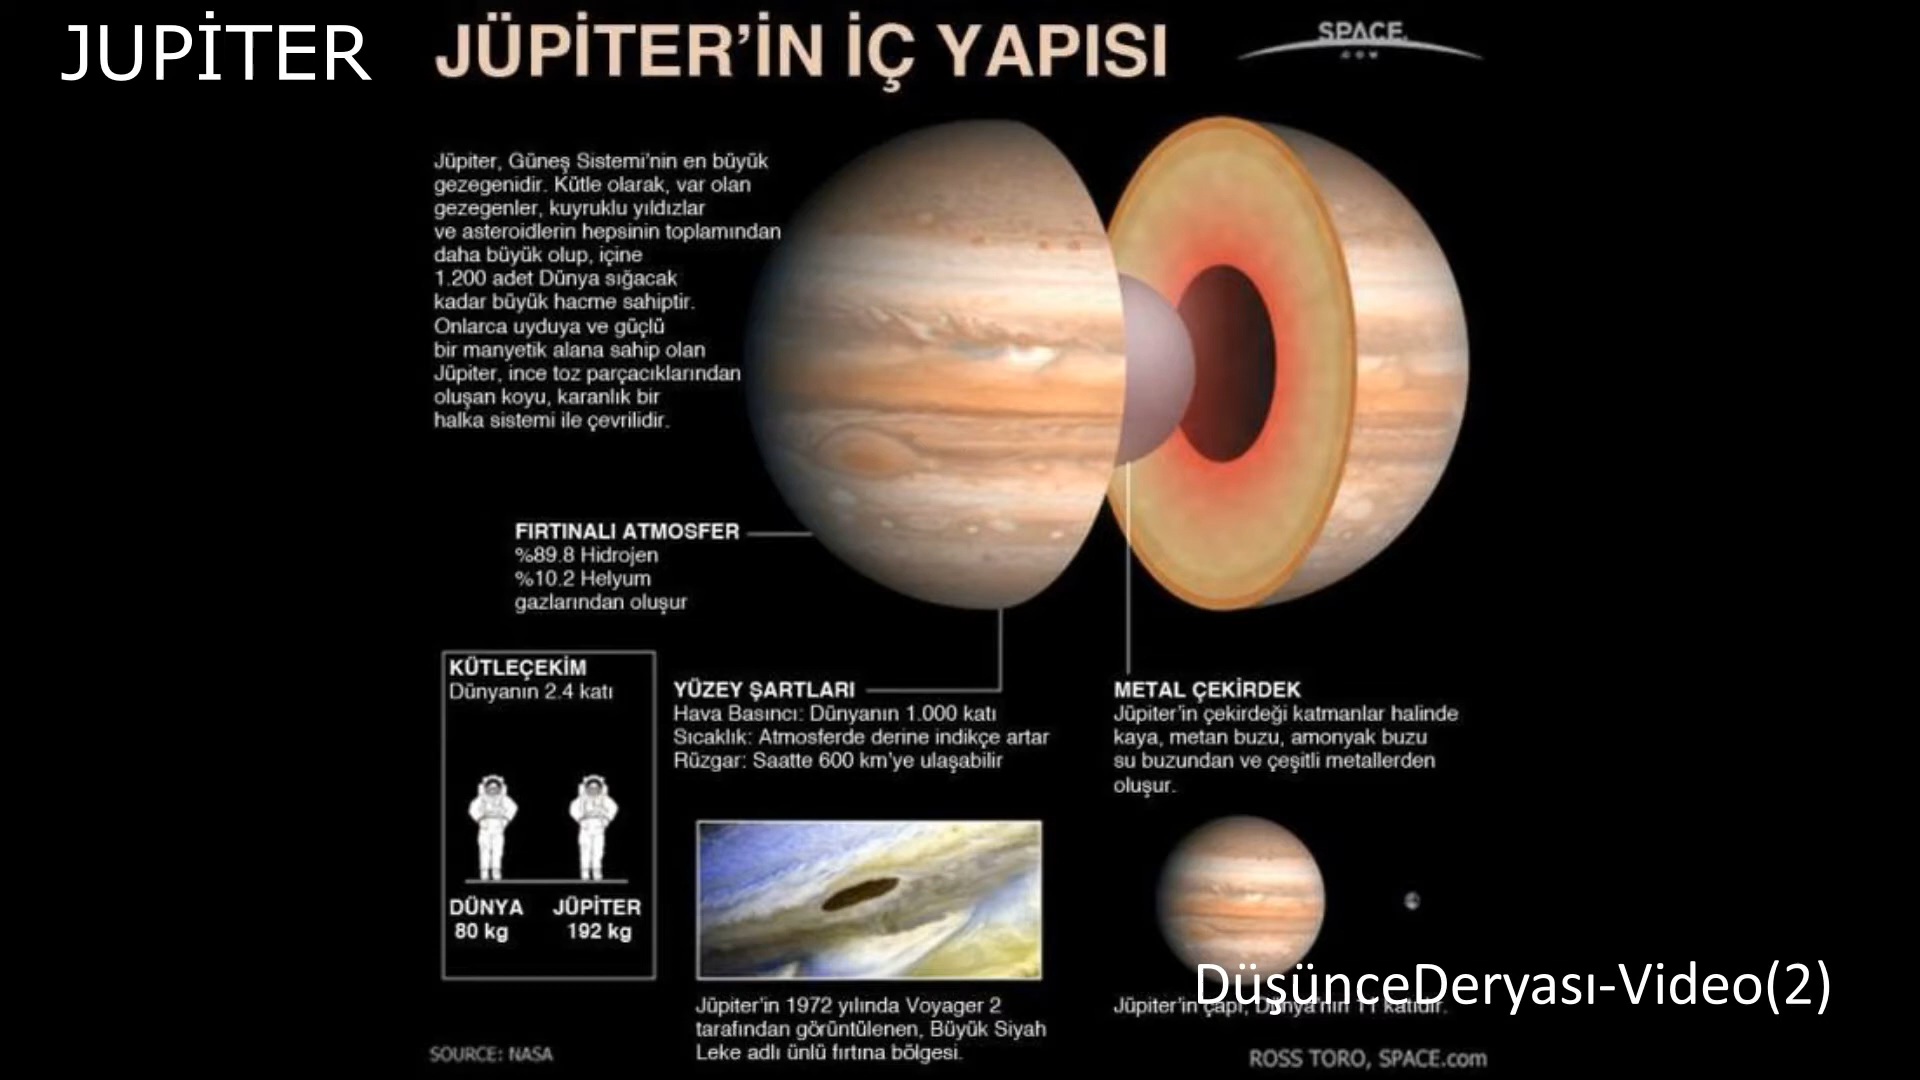 JUPİTER
JÜPİTER’İN İÇ YAPISI
SPACE
.COM
Jüpiter, Güneş Sistemi’nin en büyük
gezegenidir. Kütle olarak, var olan
gezegenler, kuyruklu yıldızlar
ve asteroidlerin hepsinin toplamından
daha büyük olup, içine
1.200 adet Dünya sığacak
kadar büyük hacme sahiptir.
Onlarca uyduya ve güçlü
bir manyetik alana sahip olan
Jüpiter, ince toz parçacıklarından
oluşan koyu, karanlık bir
halka sistemi ile çevrilidir.
FIRTINALI ATMOSFER
%89.8 Hidrojen
%10.2 Helyum
gazlarından oluşur
KÜTLEÇEKİM
Dünyanın 2.4 katı
DÜNYA JÜPİTER
80 kg 192 kg
YÜZEY ŞARTLARI
Hava Basıncı: Dünyanın 1.000 katı
Sıcaklık: Atmosferde derine indikçe artar
Rüzgar: Saatte 600 km’ye ulaşabilir
METAL ÇEKİRDEK
Jüpiter’in çekirdeği katmanlar halinde
kaya, metan buzu, amonyak buzu
su buzundan ve çeşitli metallerden
oluşur.
Jüpiter’in 1972 yılında Voyager 2
tarafından görüntülenen, Büyük Siyah
Leke adlı ünlü fırtına bölgesi.
DüşünceDeryası-Video(2)
Jüpiter’in çapı, Dünya’nın 11 katıdır.
SOURCE: NASA
ROSS TORO, SPACE.com